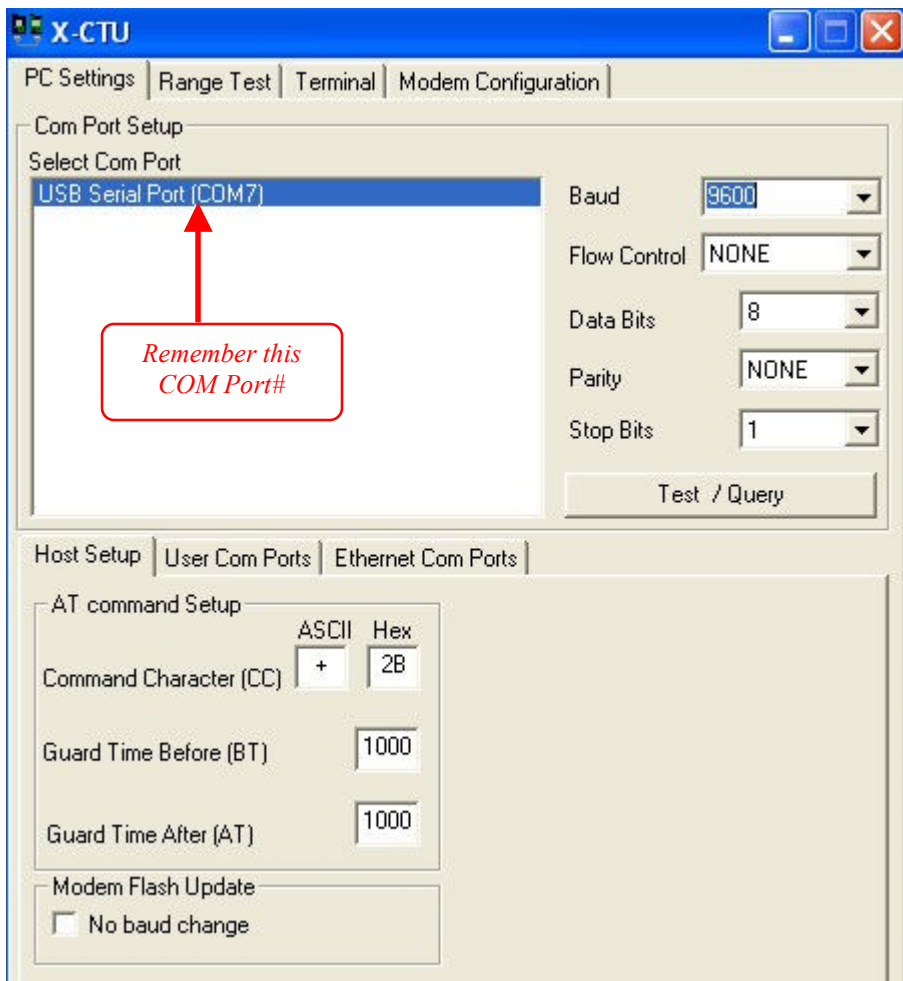 X-CTU
PC Settings Range Test Terminal Modem Configuration
Com Port Setup
Select Com Port
USB Serial Port (COM7)
Baud 9600
Flow Control NONE
Data Bits 8
Parity NONE
Stop Bits 1
Test / Query
Remember this
COM Port#
Host Setup User Com Ports Ethernet Com Ports
AT command Setup
ASCII Hex
Command Character (CC) + 2B
Guard Time Before (BT) 1000
Guard Time After (AT) 1000
Modem Flash Update
No baud change